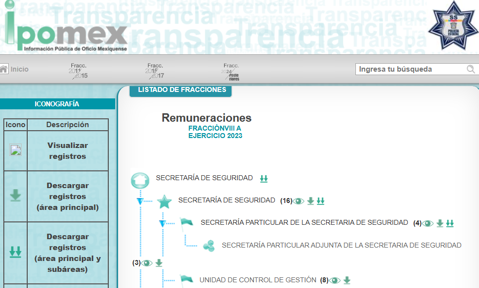 Transparencia
ipomex
Información Pública de Oficio Mexiquense
SS
Inicio
Fracc.
Fracc.
Fracc.
Ingresa tu búsqueda
LISTADO DE FRACCIONES
ICONOGRAFÍA
Icono Descripción
Visualizar
registros
Descargar
registros
(área principal)
Descargar
registros
(área principal y
subáreas)
Remuneraciones
FRACCIÓNVIII A
EJERCICIO 2023
SECRETARÍA DE SEGURIDAD
SECRETARÍA DE SEGURIDAD (16)
SECRETARÍA PARTICULAR DE LA SECRETARIA DE SEGURIDAD (4)
SECRETARÍA PARTICULAR ADJUNTA DE LA SECRETARIA DE SEGURIDAD
(3)
UNIDAD DE CONTROL DE GESTIÓN (8)